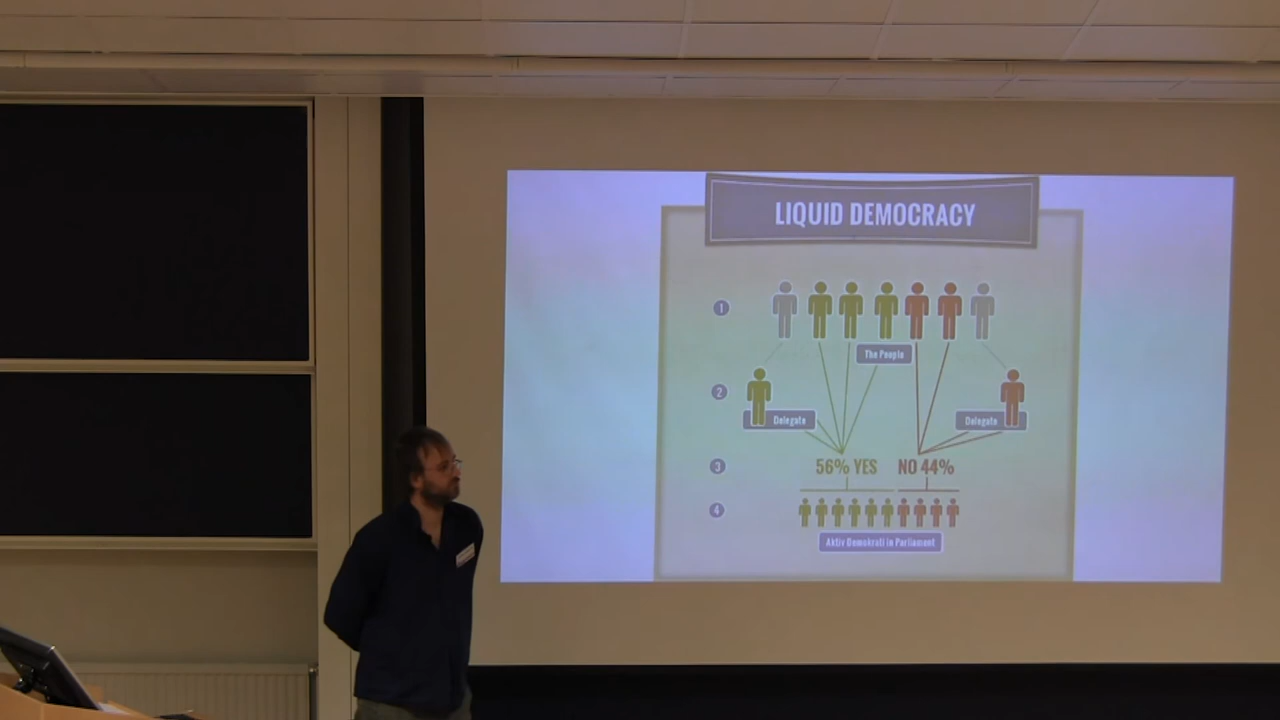 LIQUID DEMOCRACY
1
The People
2
Delegate
Delegate
3
56% YES
NO 44%
4
Aktiv Demokrati in Parliament